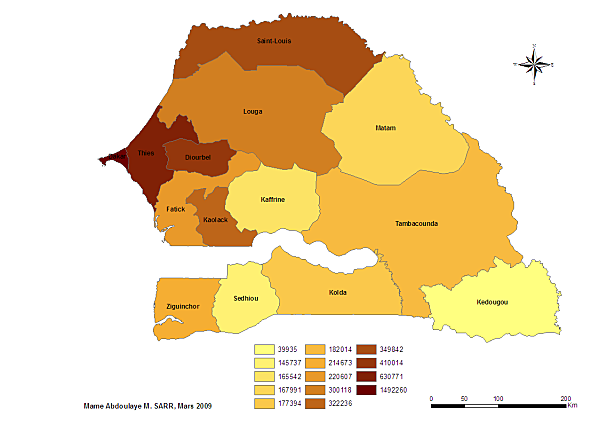 Saint-Louis
Louga
Matam
Thies
Diourbel
Kaffrine
Fatick
Kaolack
Tambacounda
Ziguinchor
Sedhiou
Kolda
Kedougou
39935 182014 349842
145737 214673 410014
165542 220607 630771
167991 300118 1492260
177394 322236
0 50 100 200
Km
Mame Abdoulaye M. SARR, Mars 2009